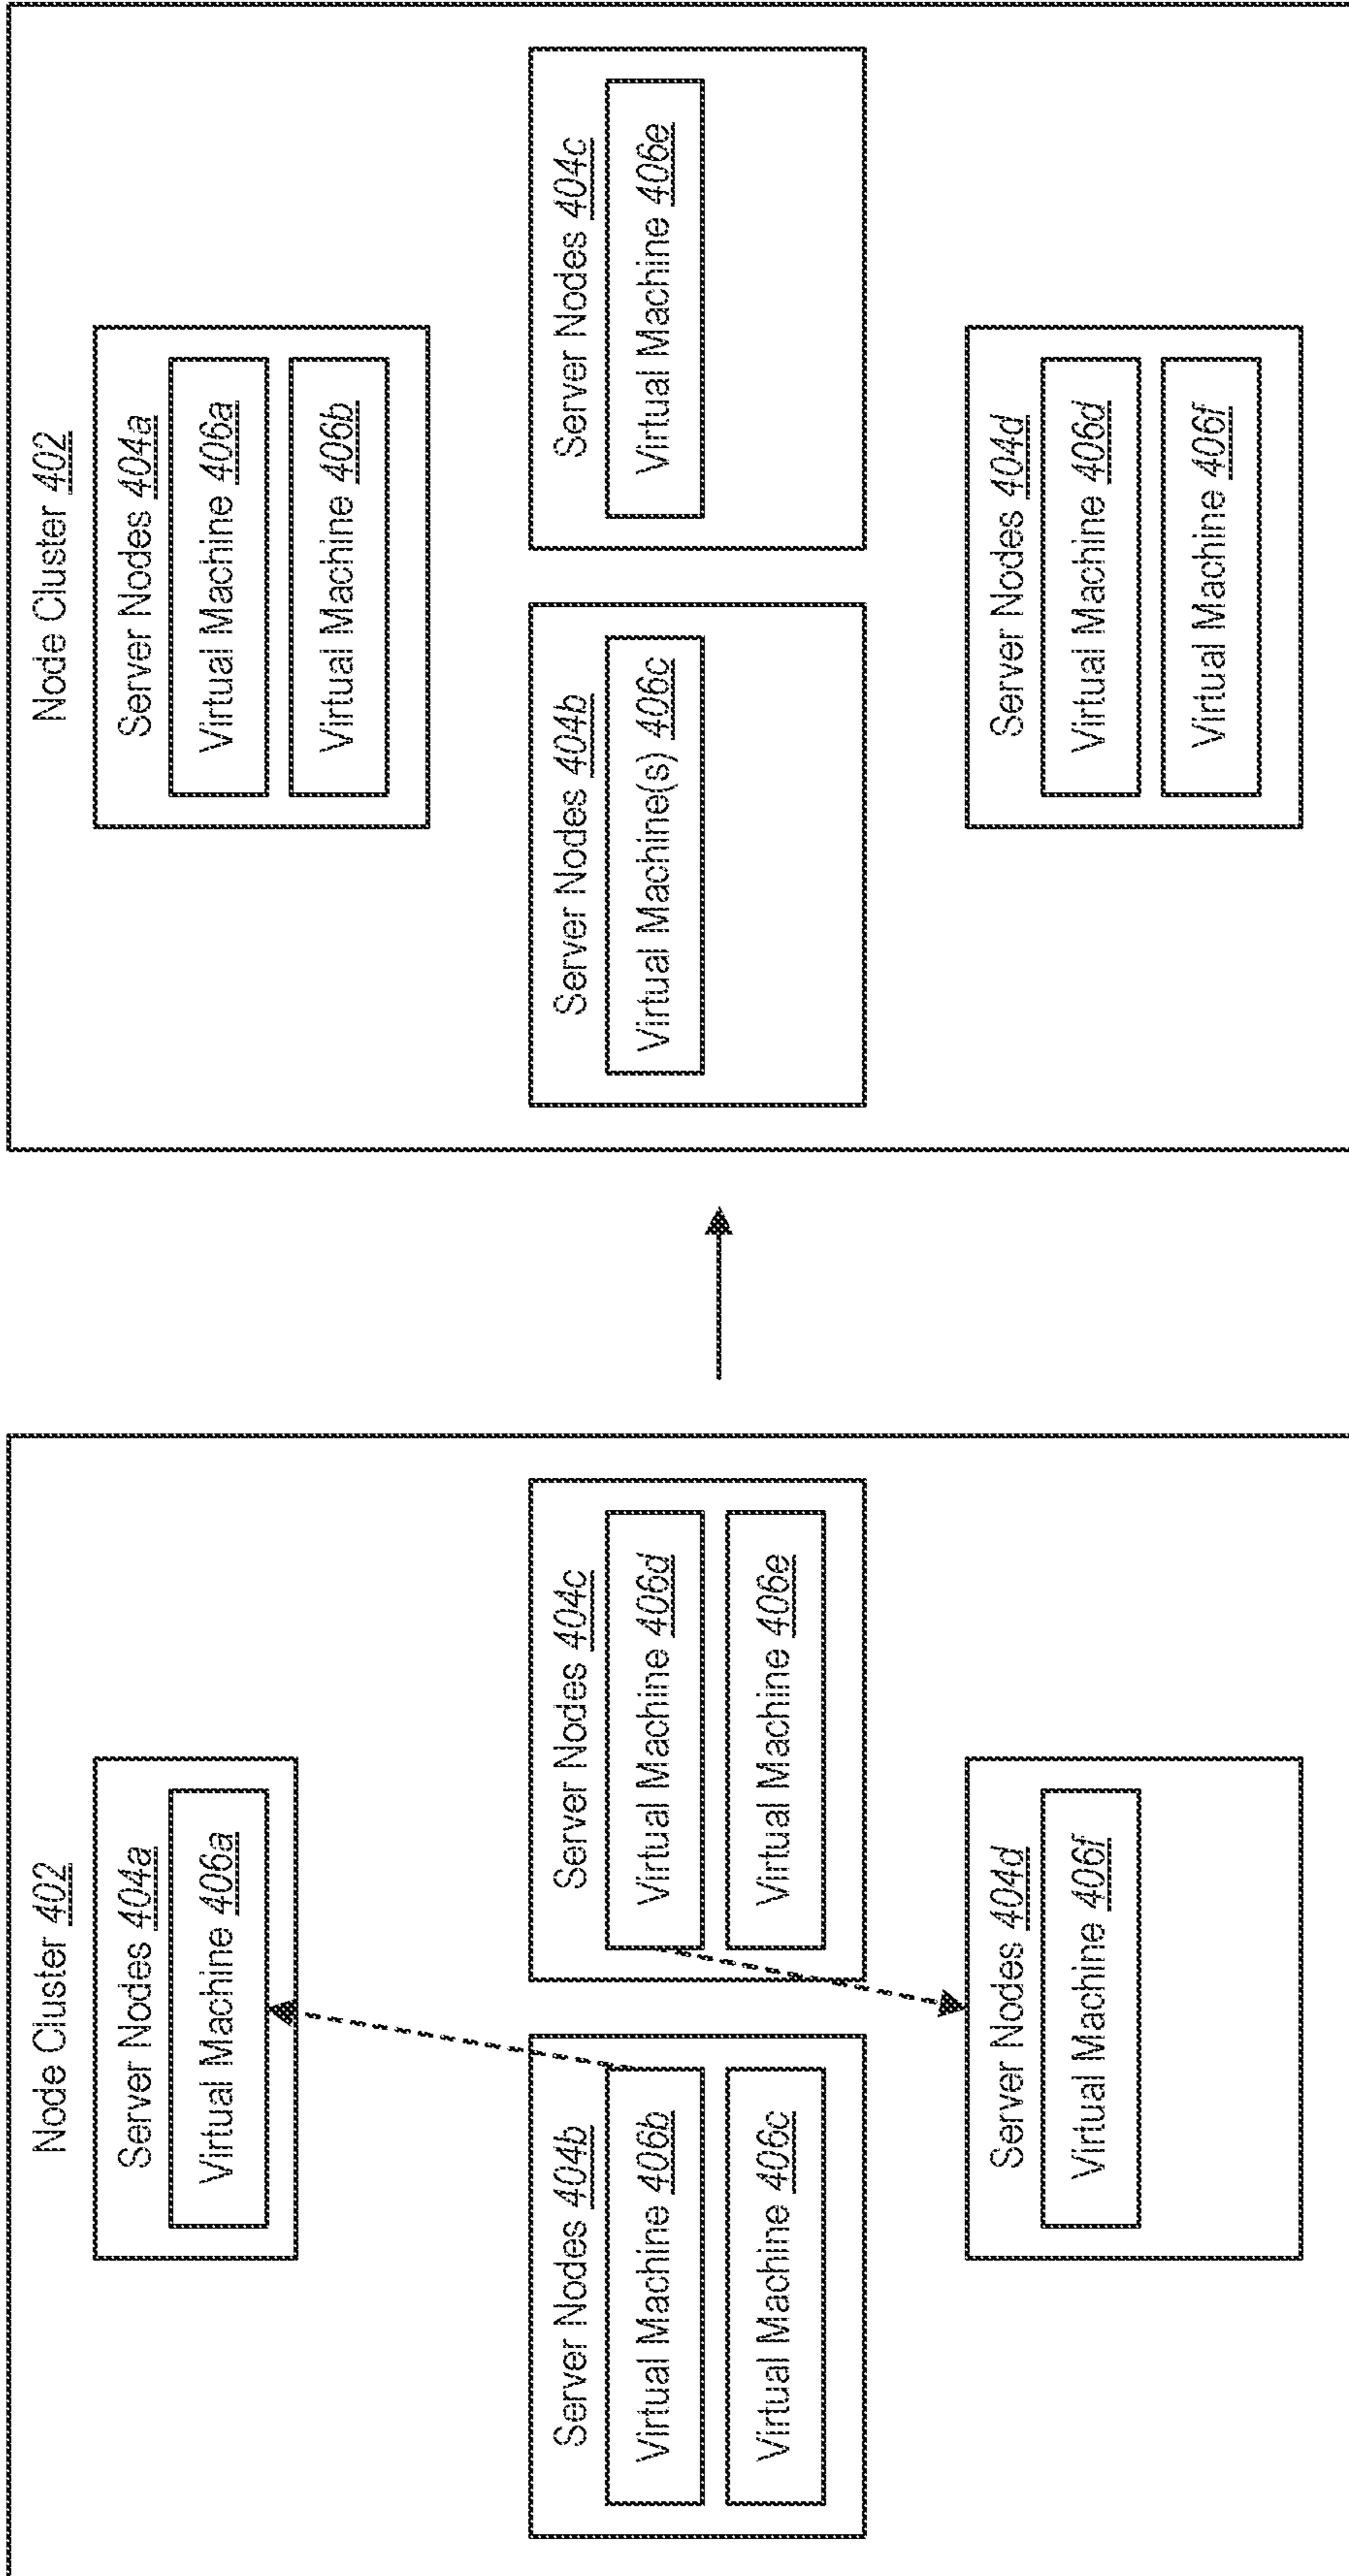 Node Cluster 402
Server Nodes 404a
Virtual Machine 406a
Server Nodes 404b
Virtual Machine 406b
Virtual Machine 406c
Server Nodes 404c
Virtual Machine 406d
Virtual Machine 406e
Server Nodes 404d
Virtual Machine 406f
Node Cluster 402
Server Nodes 404a
Virtual Machine 406a
Virtual Machine 406b
Server Nodes 404b
Virtual Machine(s) 406c
Server Nodes 404c
Virtual Machine 406e
Server Nodes 404d
Virtual Machine 406d
Virtual Machine 406f